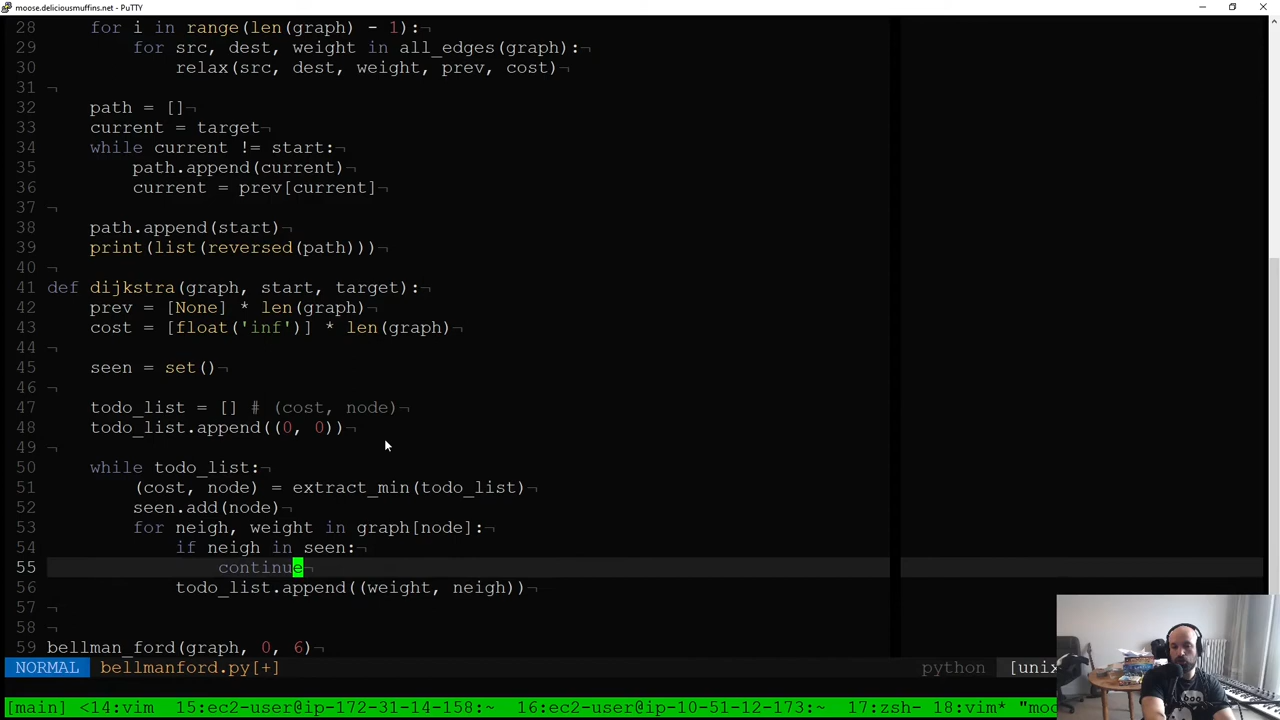 moose.deliciousmuffins.net - PuTTY
28     for i in range(len(graph) - 1):¬
29         for src, dest, weight in all_edges(graph):¬
30             relax(src, dest, weight, prev, cost)¬
31 ¬
32     path = []¬
33     current = target¬
34     while current != start:¬
35         path.append(current)¬
36         current = prev[current]¬
37 ¬
38     path.append(start)¬
39     print(list(reversed(path)))¬
40 ¬
41 def dijkstra(graph, start, target):¬
42     prev = [None] * len(graph)¬
43     cost = [float('inf')] * len(graph)¬
44 ¬
45     seen = set()¬
46 ¬
47     todo_list = [] # (cost, node)¬
48     todo_list.append((0, 0))¬
49 ¬
50     while todo_list:¬
51         (cost, node) = extract_min(todo_list)¬
52         seen.add(node)¬
53         for neigh, weight in graph[node]:¬
54             if neigh in seen:¬
55                 continue¬
56             todo_list.append((weight, neigh))¬
57 ¬
58 ¬
59 bellman_ford(graph, 0, 6)¬
NORMAL bellmanford.py[+] python [unix
[main] <14:vim 15:ec2-user@ip-172-31-14-158:~ 16:ec2-user@ip-10-51-12-173:~ 17:zsh- 18:vim* "moo